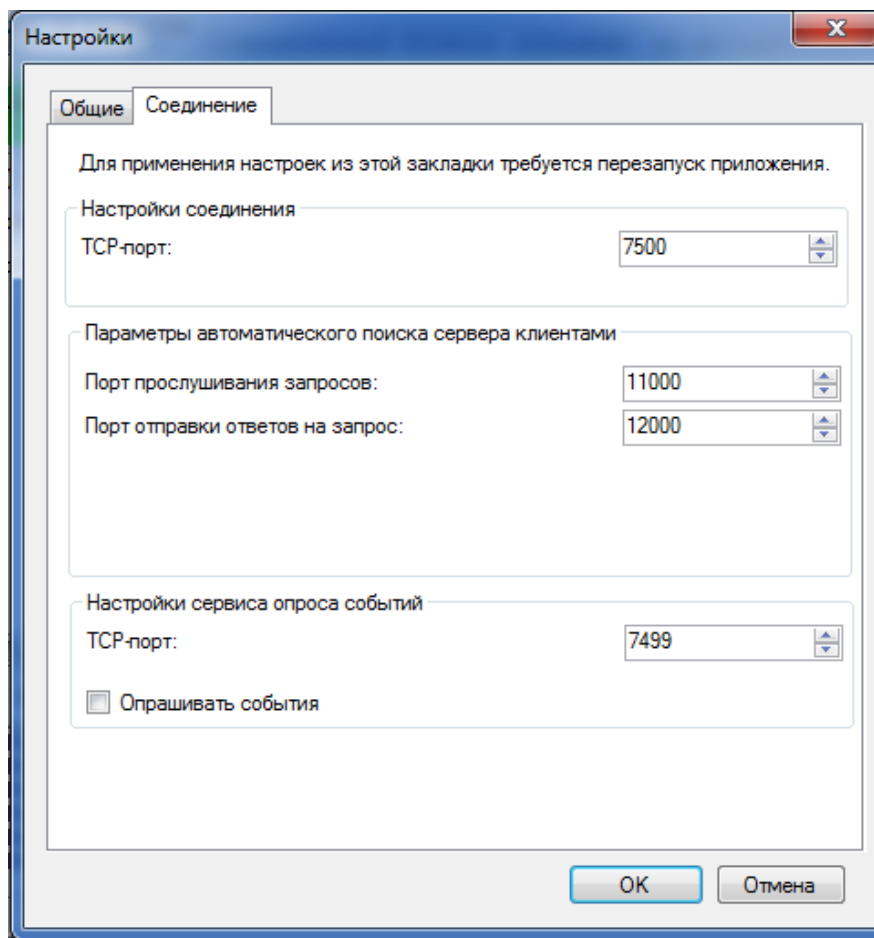 Настройки
Общие
Соединение
Для применения настроек из этой закладки требуется перезапуск приложения.
Настройки соединения
TCP-порт:
7500
Параметры автоматического поиска сервера клиентами
Порт прослушивания запросов:
11000
Порт отправки ответов на запрос:
12000
Настройки сервиса опроса событий
TCP-порт:
7499
Опрашивать события
OK
Отмена